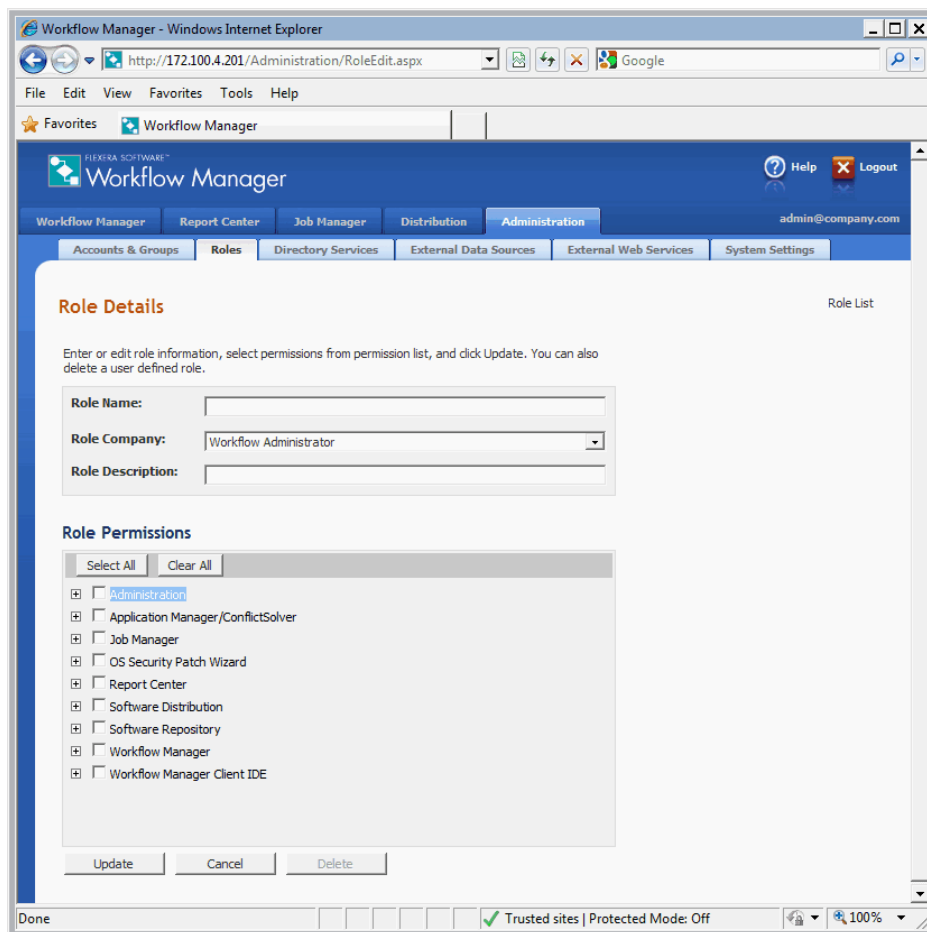 Workflow Manager - Windows Internet Explorer
http://172.100.4.201/Administration/RoleEdit.aspx
Google
File Edit View Favorites Tools Help
Favorites Workflow Manager
FLEXERA SOFTWARE™
Workflow Manager
Help Logout
Workflow Manager Report Center Job Manager Distribution Administration admin@company.com
Accounts & Groups Roles Directory Services External Data Sources External Web Services System Settings
Role Details Role List
Enter or edit role information, select permissions from permission list, and click Update. You can also
delete a user defined role.
Role Name:
Role Company: Workflow Administrator
Role Description:
Role Permissions
Select All Clear All
Administration
Application Manager/ConflictSolver
Job Manager
OS Security Patch Wizard
Report Center
Software Distribution
Software Repository
Workflow Manager
Workflow Manager Client IDE
Update Cancel Delete
Done Trusted sites | Protected Mode: Off 100%